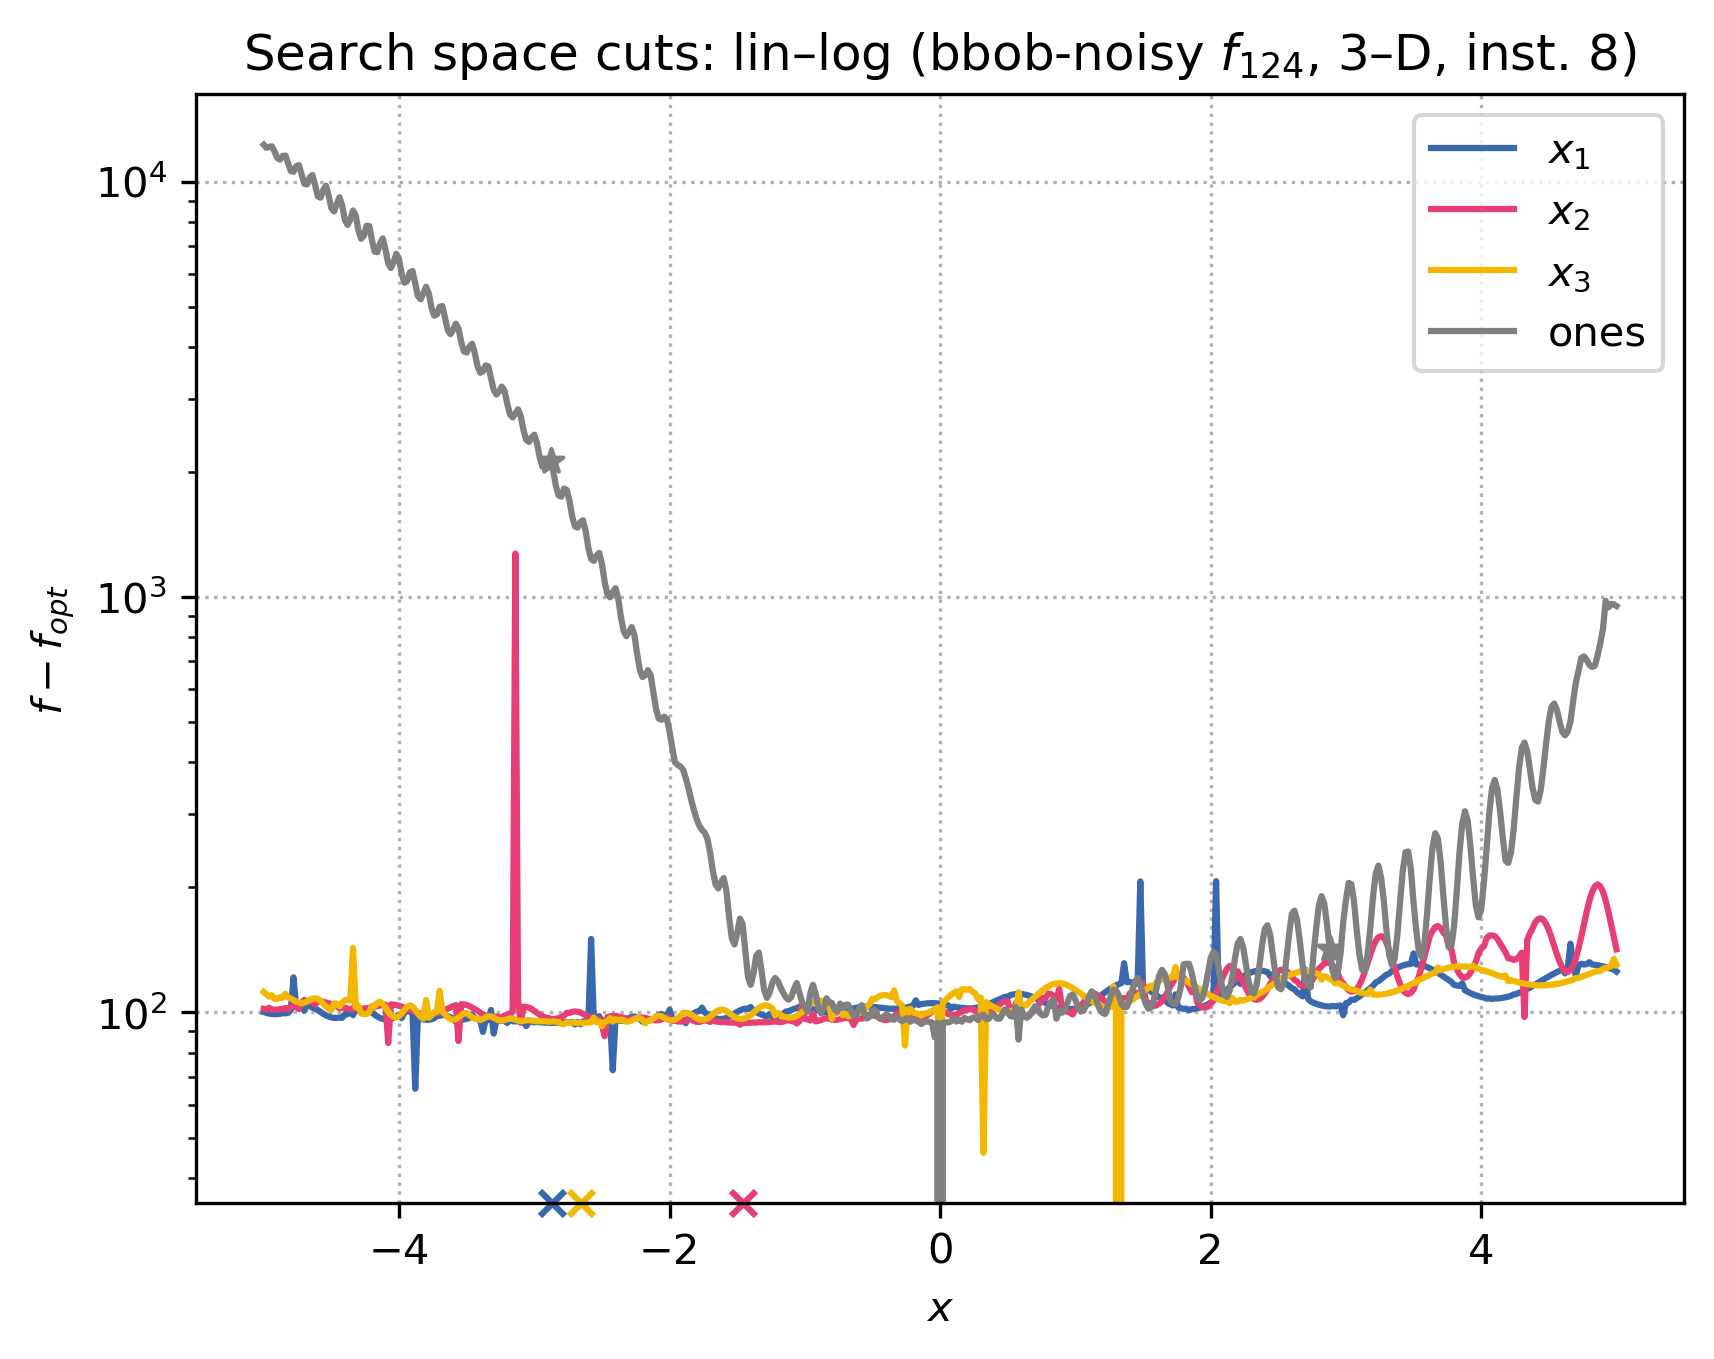 Search space cuts: lin–log (bbob-noisy f124, 3–D, inst. 8)
x1
x2
x3
ones
10^4
10^3
10^2
f − fopt
−4
−2
0
2
4
x